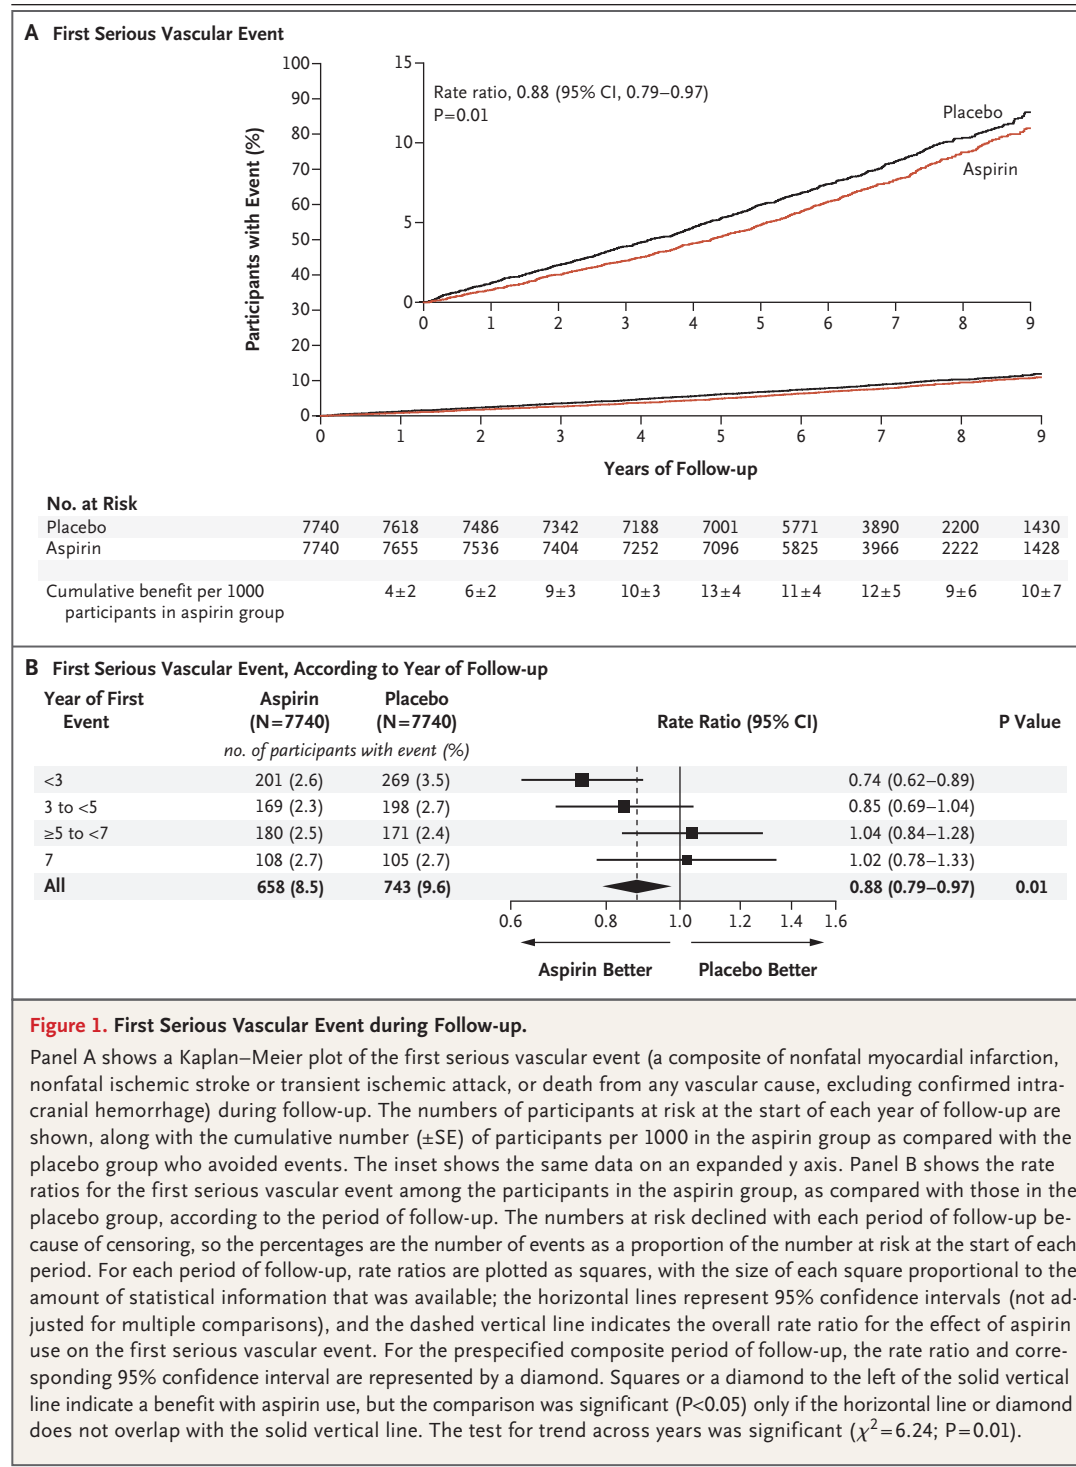 A First Serious Vascular Event
Participants with Event (%)
100
90
80
70
60
50
40
30
20
10
0
15
10
5
0
Rate ratio, 0.88 (95% CI, 0.79–0.97)
P=0.01
Placebo
Aspirin
0 1 2 3 4 5 6 7 8 9
0 1 2 3 4 5 6 7 8 9
Years of Follow-up
No. at Risk
Placebo 7740 7618 7486 7342 7188 7001 5771 3890 2200 1430
Aspirin 7740 7655 7536 7404 7252 7096 5825 3966 2222 1428
Cumulative benefit per 1000 4±2 6±2 9±3 10±3 13±4 11±4 12±5 9±6 10±7
participants in aspirin group
B First Serious Vascular Event, According to Year of Follow-up
Year of First Aspirin Placebo
Event (N=7740) (N=7740) Rate Ratio (95% CI) P Value
no. of participants with event (%)
<3 201 (2.6) 269 (3.5) 0.74 (0.62–0.89)
3 to <5 169 (2.3) 198 (2.7) 0.85 (0.69–1.04)
≥5 to <7 180 (2.5) 171 (2.4) 1.04 (0.84–1.28)
7 108 (2.7) 105 (2.7) 1.02 (0.78–1.33)
All 658 (8.5) 743 (9.6) 0.88 (0.79–0.97) 0.01
0.6 0.8 1.0 1.2 1.4 1.6
Aspirin Better Placebo Better
Figure 1. First Serious Vascular Event during Follow-up.
Panel A shows a Kaplan–Meier plot of the first serious vascular event (a composite of nonfatal myocardial infarction,
nonfatal ischemic stroke or transient ischemic attack, or death from any vascular cause, excluding confirmed intra-
cranial hemorrhage) during follow-up. The numbers of participants at risk at the start of each year of follow-up are
shown, along with the cumulative number (±SE) of participants per 1000 in the aspirin group as compared with the
placebo group who avoided events. The inset shows the same data on an expanded y axis. Panel B shows the rate
ratios for the first serious vascular event among the participants in the aspirin group, as compared with those in the
placebo group, according to the period of follow-up. The numbers at risk declined with each period of follow-up be-
cause of censoring, so the percentages are the number of events as a proportion of the number at risk at the start of each
period. For each period of follow-up, rate ratios are plotted as squares, with the size of each square proportional to the
amount of statistical information that was available; the horizontal lines represent 95% confidence intervals (not ad-
justed for multiple comparisons), and the dashed vertical line indicates the overall rate ratio for the effect of aspirin
use on the first serious vascular event. For the prespecified composite period of follow-up, the rate ratio and corre-
sponding 95% confidence interval are represented by a diamond. Squares or a diamond to the left of the solid vertical
line indicate a benefit with aspirin use, but the comparison was significant (P<0.05) only if the horizontal line or diamond
does not overlap with the solid vertical line. The test for trend across years was significant (χ²=6.24; P=0.01).